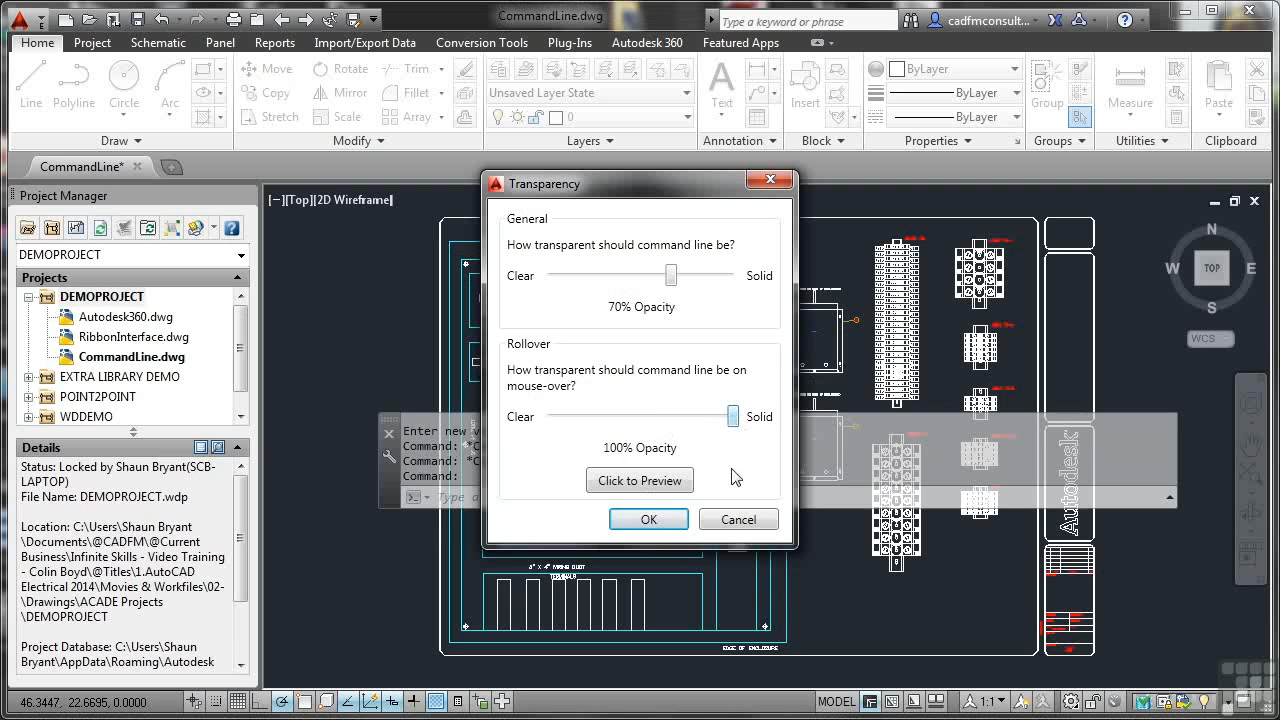 CommandLine.dwg
Type a keyword or phrase
cadfmconsult...
Home Project Schematic Panel Reports Import/Export Data Conversion Tools Plug-Ins Autodesk 360 Featured Apps
Line Polyline Circle Arc
Move Rotate Trim
Copy Mirror Fillet
Stretch Scale Array
Unsaved Layer State
0
Text Insert
ByLayer
ByLayer
ByLayer
Group Measure Paste
Draw Modify Layers Annotation Block Properties Groups Utilities Clipboard
CommandLine*
Project Manager
DEMOPROJECT
Projects
DEMOPROJECT
Autodesk360.dwg
RibbonInterface.dwg
CommandLine.dwg
EXTRA LIBRARY DEMO
POINT2POINT
WDDEMO
Details
Status: Locked by Shaun Bryant(SCB-
LAPTOP)
File Name: DEMOPROJECT.wdp
Location: C:\Users\Shaun
Bryant\Documents\@CADFM\@Current
Business\Infinite Skills - Video Training
- Colin Boyd\@Titles\1.AutoCAD
Electrical 2014\Movies & Workfiles\02-
\Drawings\ACADE Projects
\DEMOPROJECT
Project Database: C:\Users\Shaun
Bryant\AppData\Roaming\Autodesk
[−][Top][2D Wireframe]
Transparency
General
How transparent should command line be?
Clear Solid
70% Opacity
Rollover
How transparent should command line be on
mouse-over?
Clear Solid
100% Opacity
Click to Preview
OK Cancel
Enter new v
Command: *
Command: *C
Command:
Type a
N
W TOP E
S
WCS
Autodesk
TERMINALS
EDGE OF ENCLOSURE
46.3447, 22.6695, 0.0000
MODEL
1:1